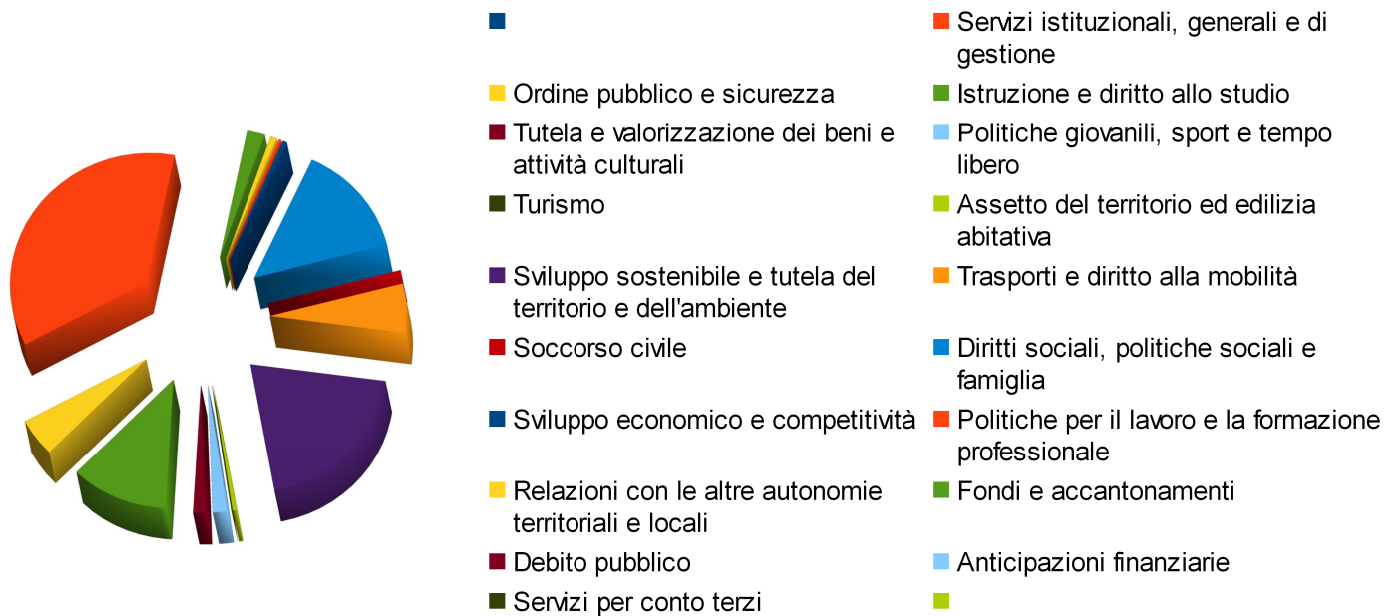 Servizi istituzionali, generali e di
gestione
Ordine pubblico e sicurezza
Istruzione e diritto allo studio
Tutela e valorizzazione dei beni e
attività culturali
Politiche giovanili, sport e tempo
libero
Turismo
Assetto del territorio ed edilizia
abitativa
Sviluppo sostenibile e tutela del
territorio e dell'ambiente
Trasporti e diritto alla mobilità
Soccorso civile
Diritti sociali, politiche sociali e
famiglia
Sviluppo economico e competitività
Politiche per il lavoro e la formazione
professionale
Relazioni con le altre autonomie
territoriali e locali
Fondi e accantonamenti
Debito pubblico
Anticipazioni finanziarie
Servizi per conto terzi